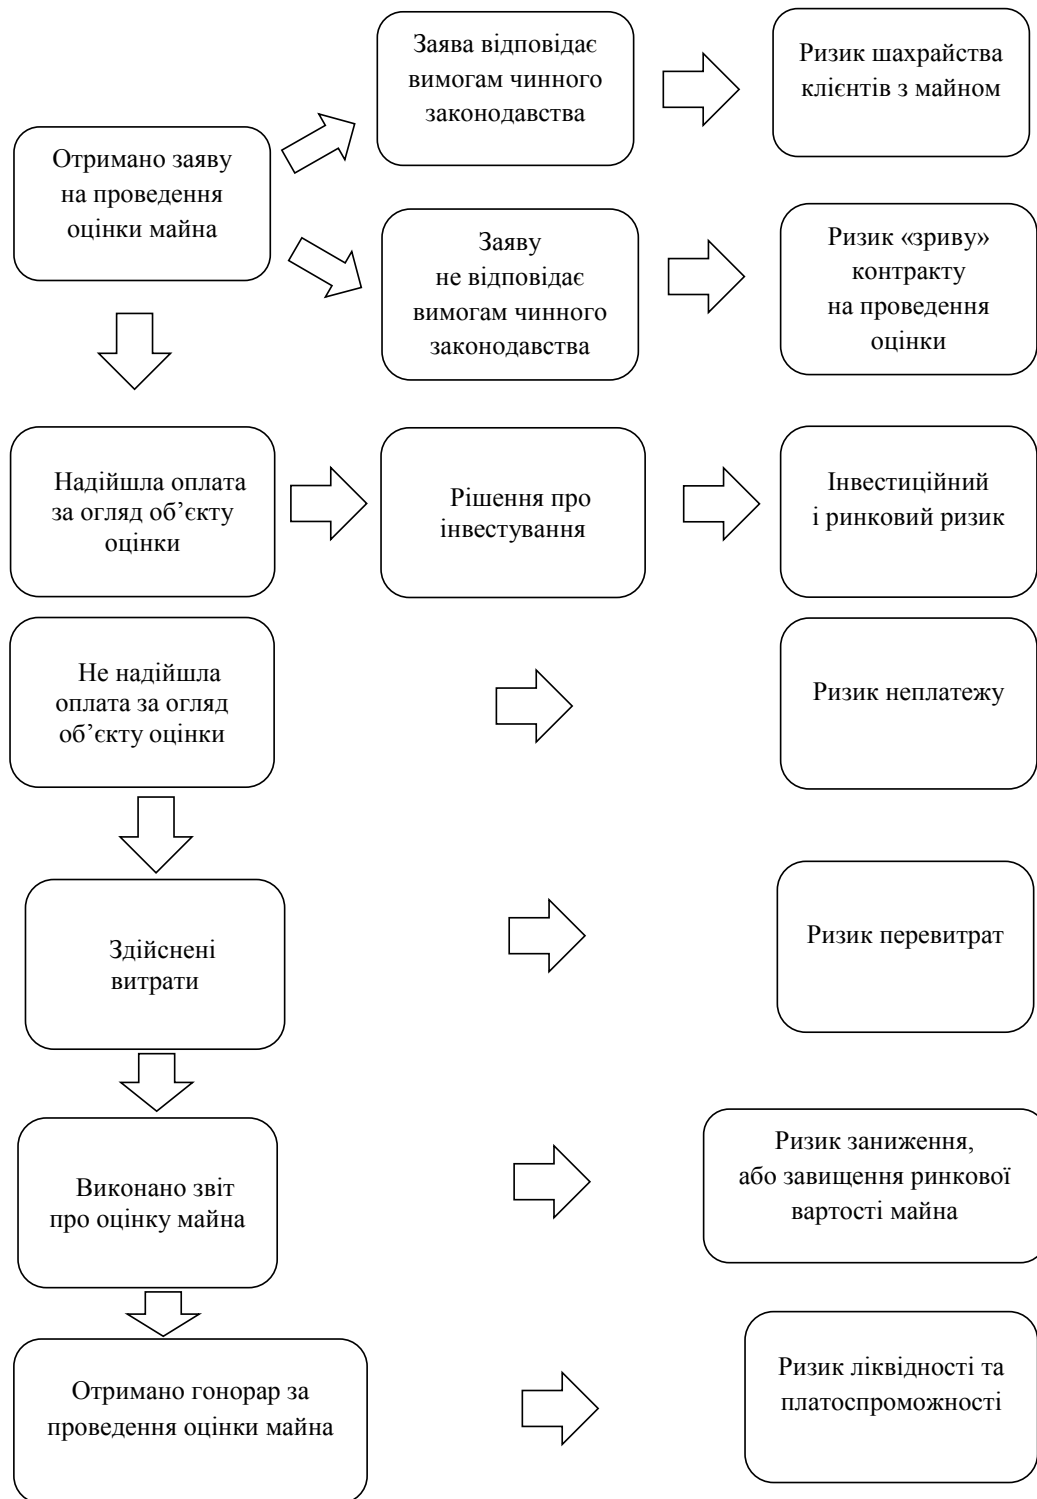 Отримано заяву
на проведення
оцінки майна
Заява відповідає
вимогам чинного
законодавства
Ризик шахрайства
клієнтів з майном
Заяву
не відповідає
вимогам чинного
законодавства
Ризик «зриву»
контракту
на проведення
оцінки
Надійшла оплата
за огляд об’єкту
оцінки
Рішення про
інвестування
Інвестиційний
і ринковий ризик
Не надійшла
оплата за огляд
об’єкту оцінки
Ризик неплатежу
Здійснені
витрати
Ризик перевитрат
Виконано звіт
про оцінку майна
Ризик заниження,
або завищення ринкової
вартості майна
Отримано гонорар за
проведення оцінки майна
Ризик ліквідності та
платоспроможності